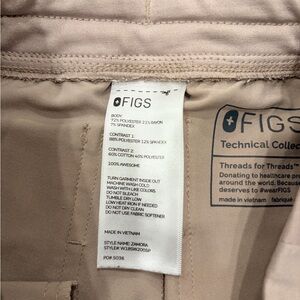 FIGS
BODY:
72% POLYESTER 21% RAYON
7% SPANDEX
CONTRAST 1:
88% POLYESTER 12% SPANDEX
CONTRAST 2:
60% COTTON 40% POLYESTER
100% AWESOME
TURN GARMENT INSIDE OUT
MACHINE WASH COLD
WASH WITH LIKE COLORS
DO NOT BLEACH
TUMBLE DRY LOW
LOW HEAT IRON IF NEEDED
DO NOT DRY CLEAN
DO NOT USE FABRIC SOFTENER
MADE IN VIETNAM
STYLE NAME: ZAMORA
PO# 5036
FIGS
Technical Collec
Threads for Threads™
Donating to healthcare pro
around the world. Because
deserves to #wearFIGS
made in vietnam fabriqué